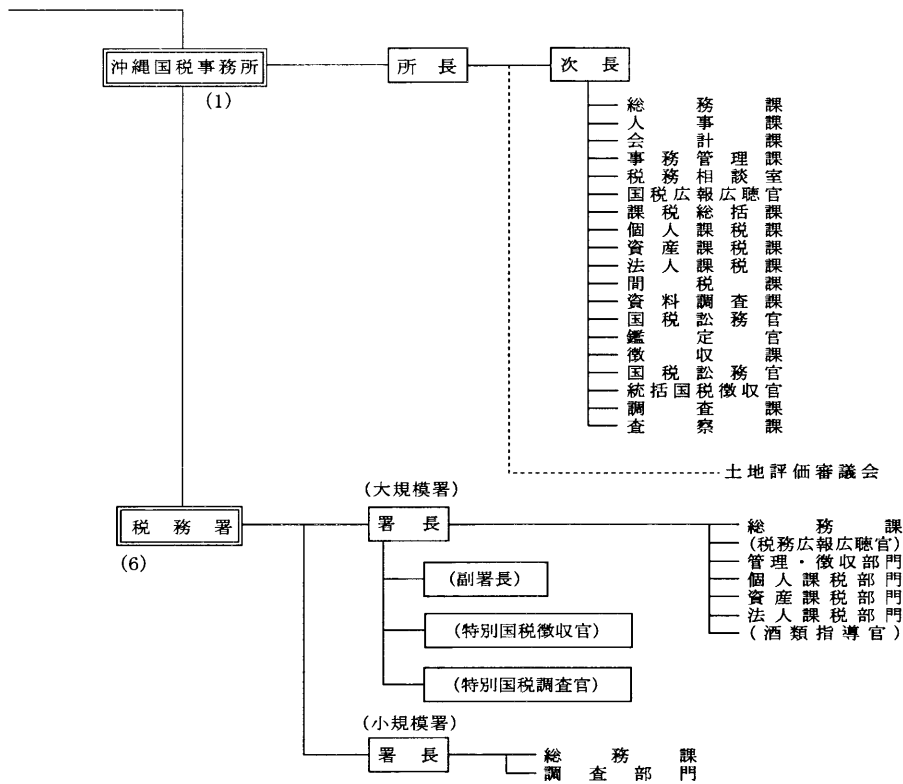 沖縄国税事務所
所長
次長
(1)
総務課
人事課
会計課
事務管理課
税務相談室
国税広報広聴官
課税総括課
個人課税課
資産課税課
法人課税課
間税課
資料調査課
国税訟務官
鑑定官
徴収課
国税訟務官
統括国税徴収官
調査課
査察課
土地評価審議会
税務署
(6)
(大規模署)
署長
(副署長)
(特別国税徴収官)
(特別国税調査官)
総務課
(税務広報広聴官)
管理・徴収部門
個人課税部門
資産課税部門
法人課税部門
(酒類指導官)
(小規模署)
署長
総務課
調査部門